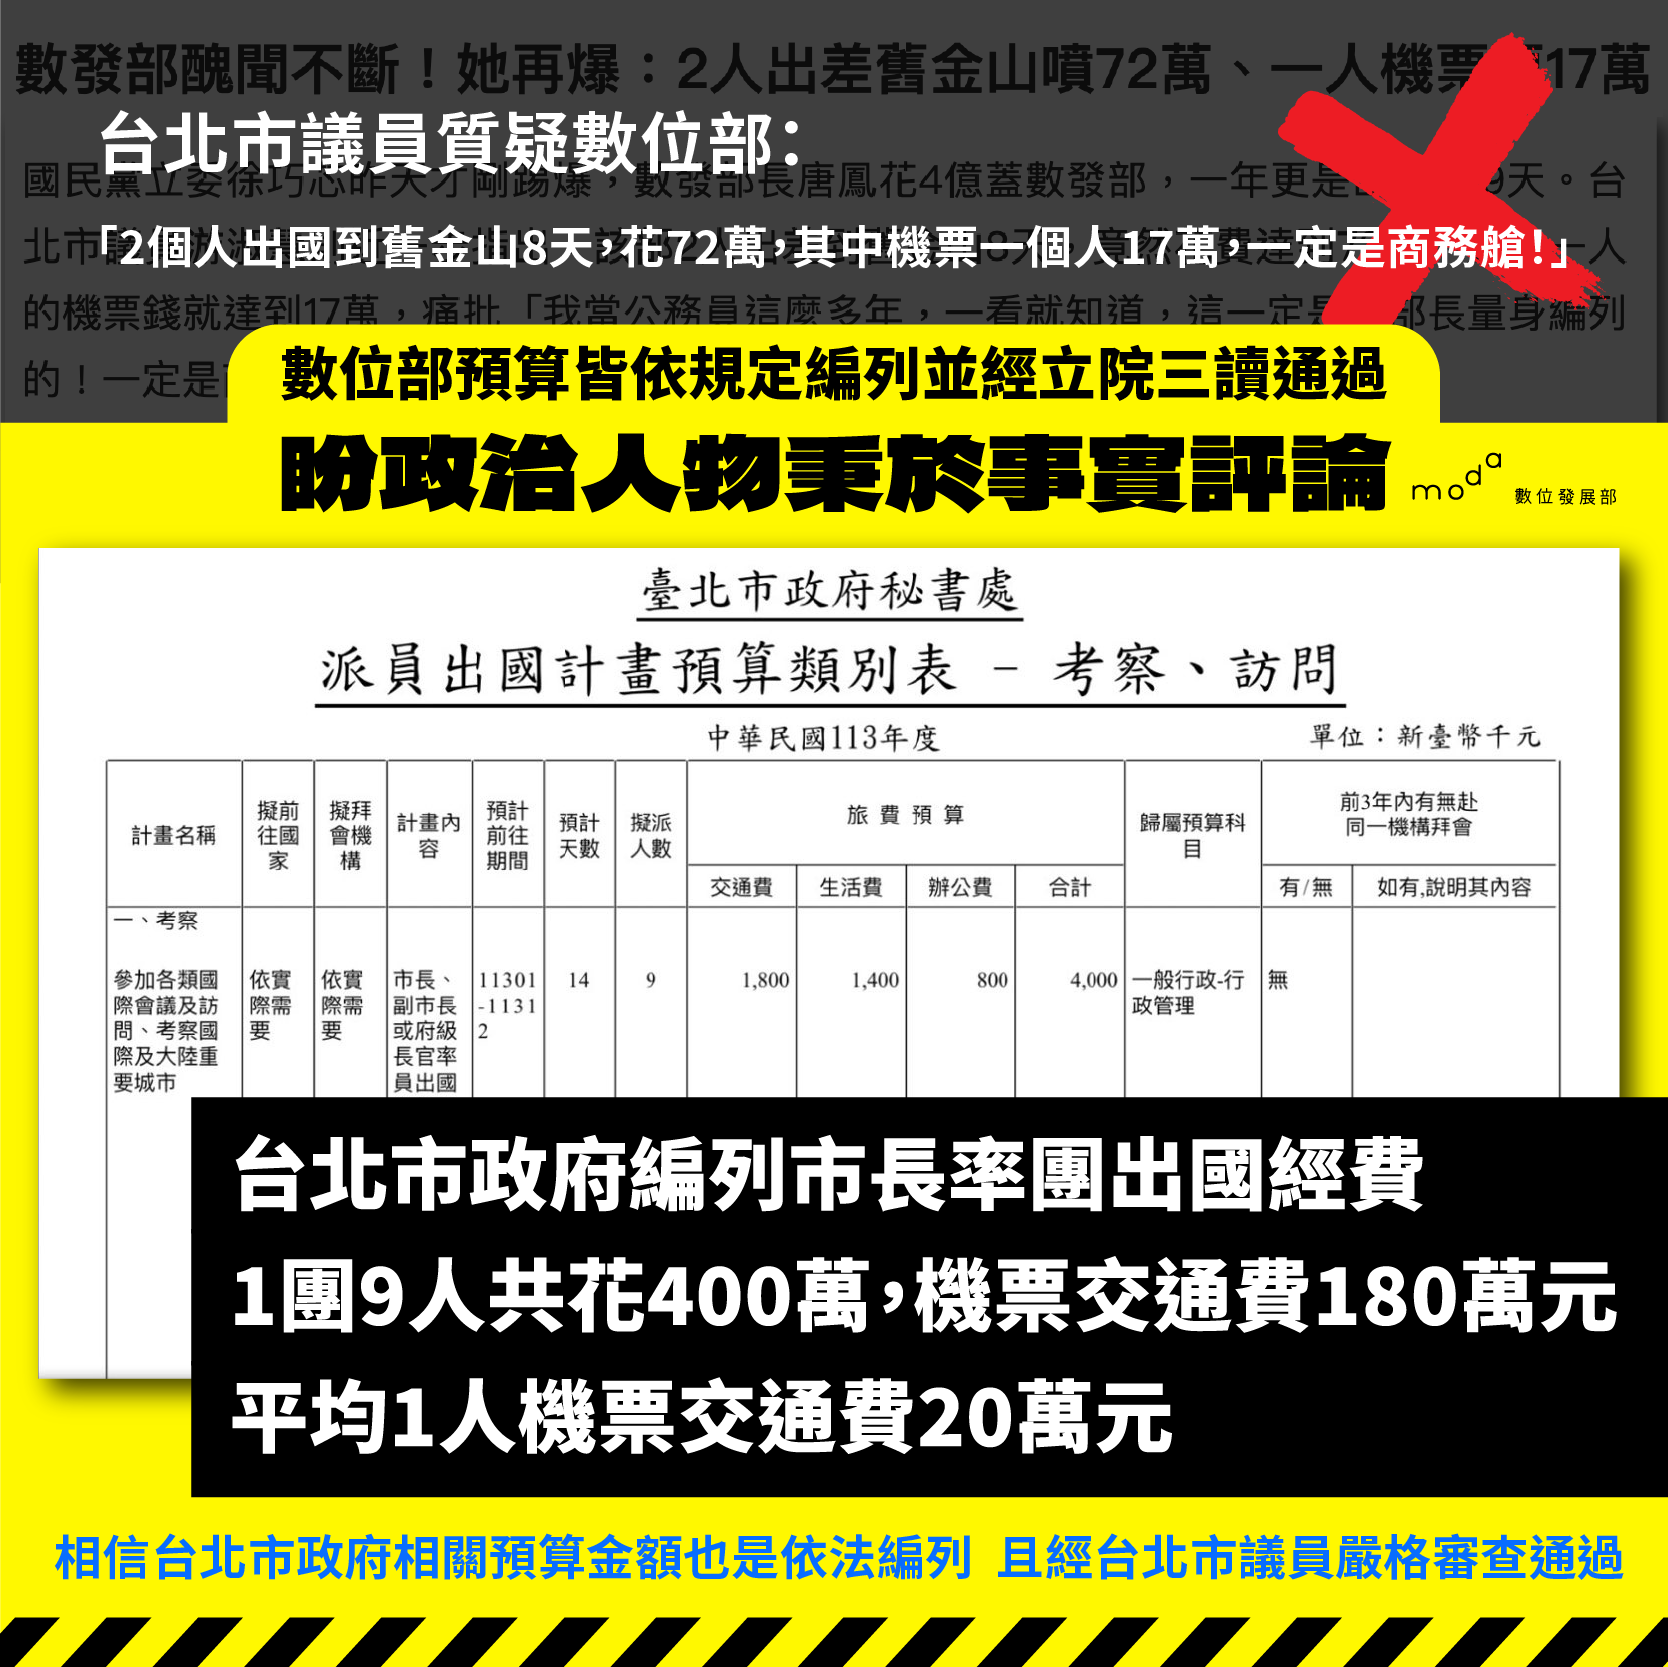 數發部醜聞不斷！她再爆：2人出差舊金山噴72萬、一人機票 17萬
台北市議員質疑數位部：
國民黨立委徐巧芯昨天才剛踢爆，數發部長唐鳳花4億蓋數發部，一年更是 9天。台
「2個人出國到舊金山8天，花72萬，其中機票一個人17萬，一定是商務艙！」
北市 一人
的機票錢就達到17萬，痛批「我當公務員這麼多年，一看就知道，這一定是 部長量身編列
的！一定是
數位部預算皆依規定編列並經立院三讀通過
盼政治人物秉於事實評論
moda 數位發展部
臺北市政府秘書處
派員出國計畫預算類別表 － 考察、訪問
中華民國113年度
單位：新臺幣千元
計畫名稱 擬前往國家 擬拜會機構 計畫內容 預計前往期間 預計天數 擬派人數 旅費預算 歸屬預算科目 前3年內有無赴同一機構拜會
交通費 生活費 辦公費 合計 有/無 如有,說明其內容
一、考察
參加各類國際會議及訪問、考察國際及大陸重要城市 依實際需要 依實際需要 市長、副市長或府級長官率員出國 11301-11312 14 9 1,800 1,400 800 4,000 一般行政-行政管理 無
台北市政府編列市長率團出國經費
1團9人共花400萬，機票交通費180萬元
平均1人機票交通費20萬元
相信台北市政府相關預算金額也是依法編列 且經台北市議員嚴格審查通過